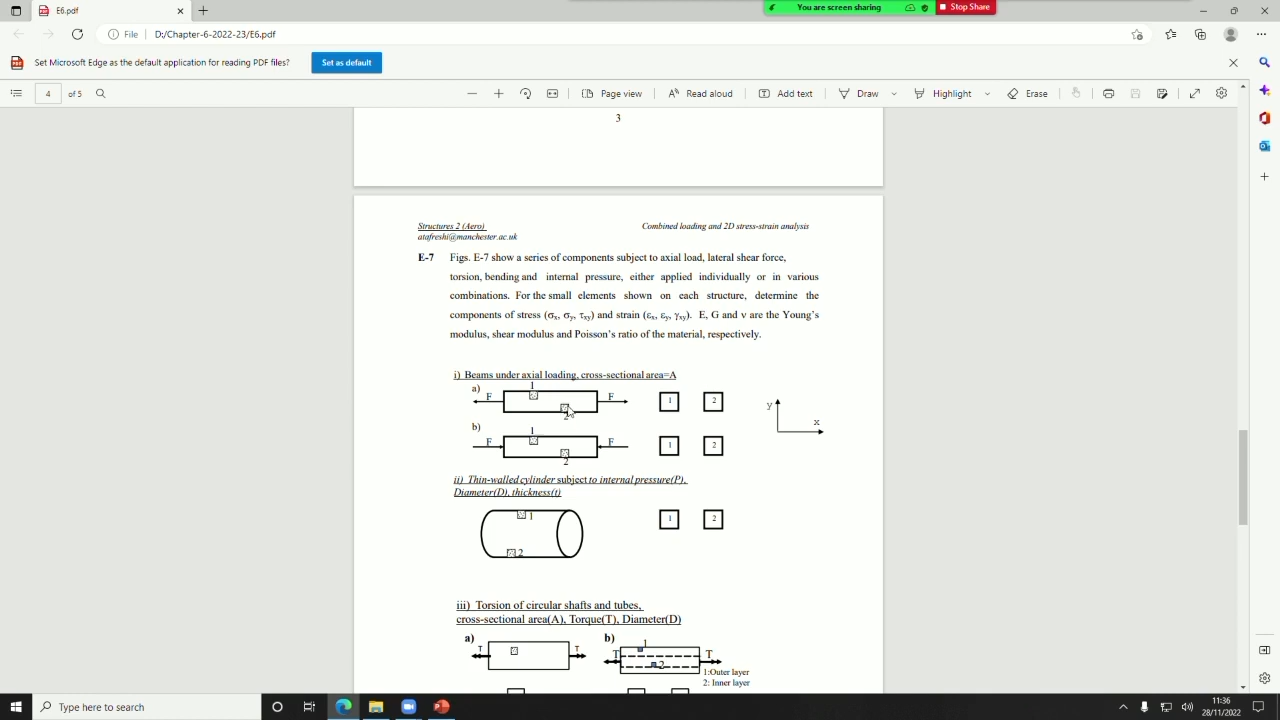 E6.pdf
You are screen sharing
Stop Share
File
D:/Chapter-6-2022-23/E6.pdf
Set Microsoft Edge as the default application for reading PDF files?
Set as default
4
of 5
Page view
Read aloud
Add text
Draw
Highlight
Erase
3
Structures 2 (Aero)
Combined loading and 2D stress-strain analysis
atafreshi@manchester.ac.uk
E-7 Figs. E-7 show a series of components subject to axial load, lateral shear force,
torsion, bending and internal pressure, either applied individually or in various
combinations. For the small elements shown on each structure, determine the
components of stress (σx, σy, τxy) and strain (εx, εy, γxy). E, G and ν are the Young's
modulus, shear modulus and Poisson's ratio of the material, respectively.
i) Beams under axial loading, cross-sectional area=A
a)
1
F
F
2
1
2
y
x
b)
1
F
F
2
1
2
ii) Thin-walled cylinder subject to internal pressure(P),
Diameter(D), thickness(t)
1
2
1
2
iii) Torsion of circular shafts and tubes,
cross-sectional area(A), Torque(T), Diameter(D)
a)
T
T
b)
1
T
T
2
1:Outer layer
2: Inner layer
Type here to search
11:36
28/11/2022